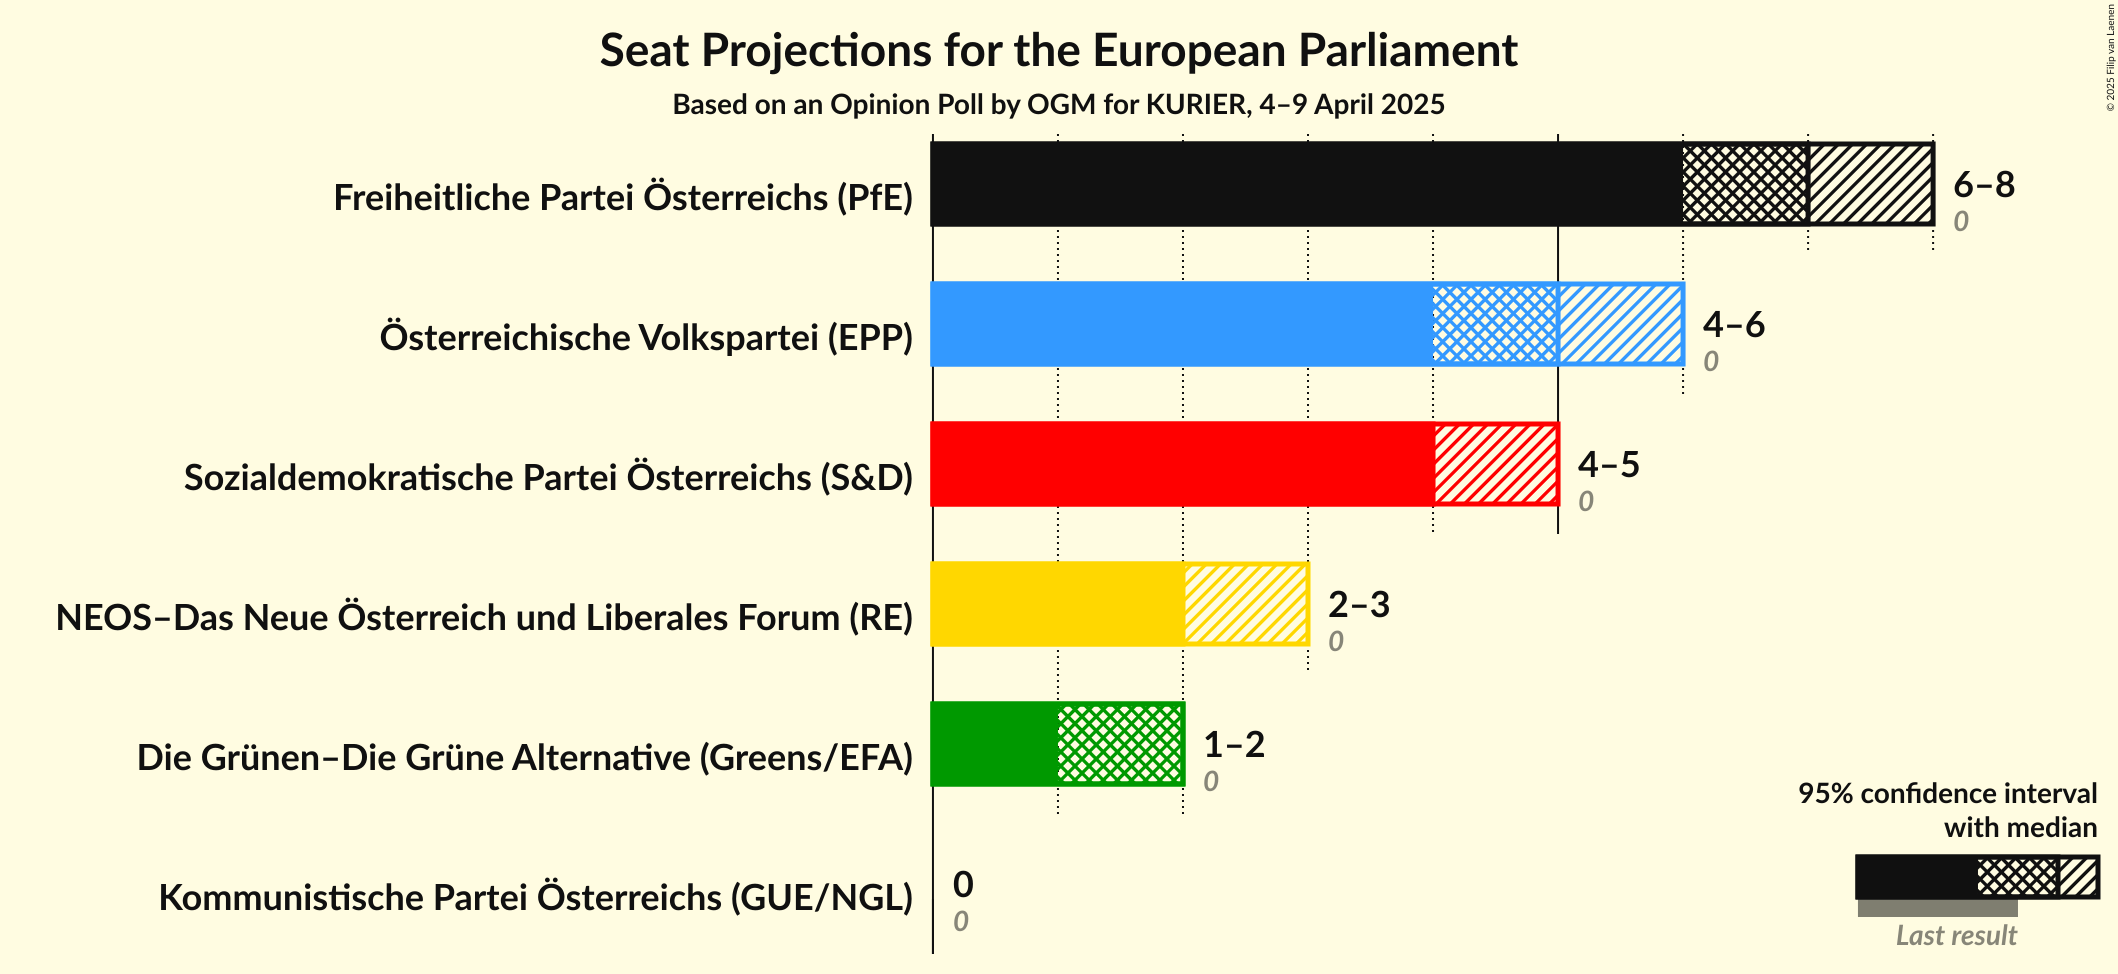 Seat Projections for the European Parliament
Based on an Opinion Poll by OGM for KURIER, 4–9 April 2025
© 2025 Filip van Laenen
Freiheitliche Partei Österreichs (PfE)
6–8
0
Österreichische Volkspartei (EPP)
4–6
0
Sozialdemokratische Partei Österreichs (S&D)
4–5
0
NEOS–Das Neue Österreich und Liberales Forum (RE)
2–3
0
Die Grünen–Die Grüne Alternative (Greens/EFA)
1–2
0
Kommunistische Partei Österreichs (GUE/NGL)
0
0
95% confidence interval
with median
Last result